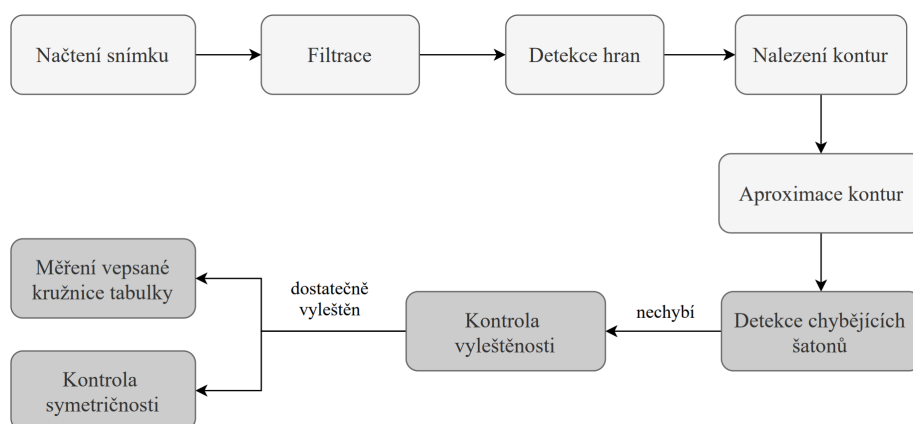 Načtení snímku
Filtrace
Detekce hran
Nalezení kontur
Aproximace kontur
Detekce chybějících
šatonů
nechybí
Kontrola
vyleštěnosti
dostatečně
vyleštěn
Měření vepsané
kružnice tabulky
Kontrola
symetričnosti